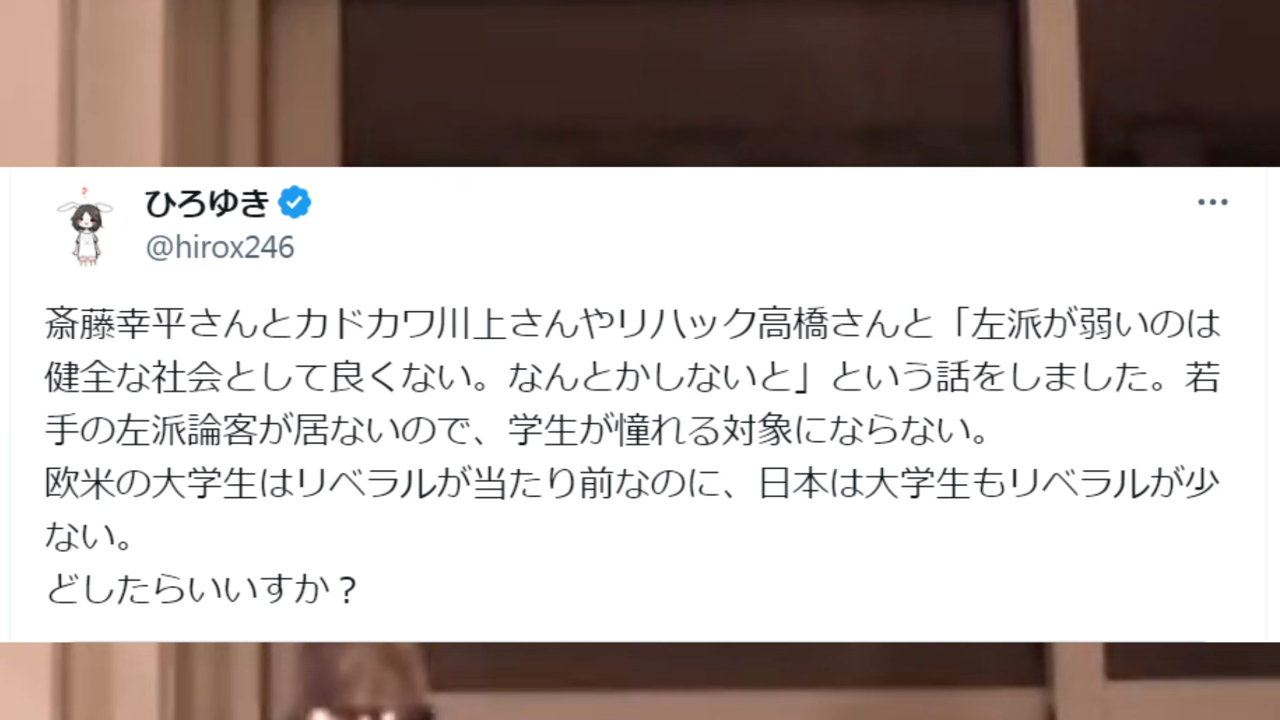 ひろゆき
@hirox246
斎藤幸平さんとカドカワ川上さんやリハック高橋さんと「左派が弱いのは
健全な社会として良くない。なんとかしないと」という話をしました。若
手の左派論客が居ないので、学生が憧れる対象にならない。
欧米の大学生はリベラルが当たり前なのに、日本は大学生もリベラルが少
ない。
どしたらいいすか？